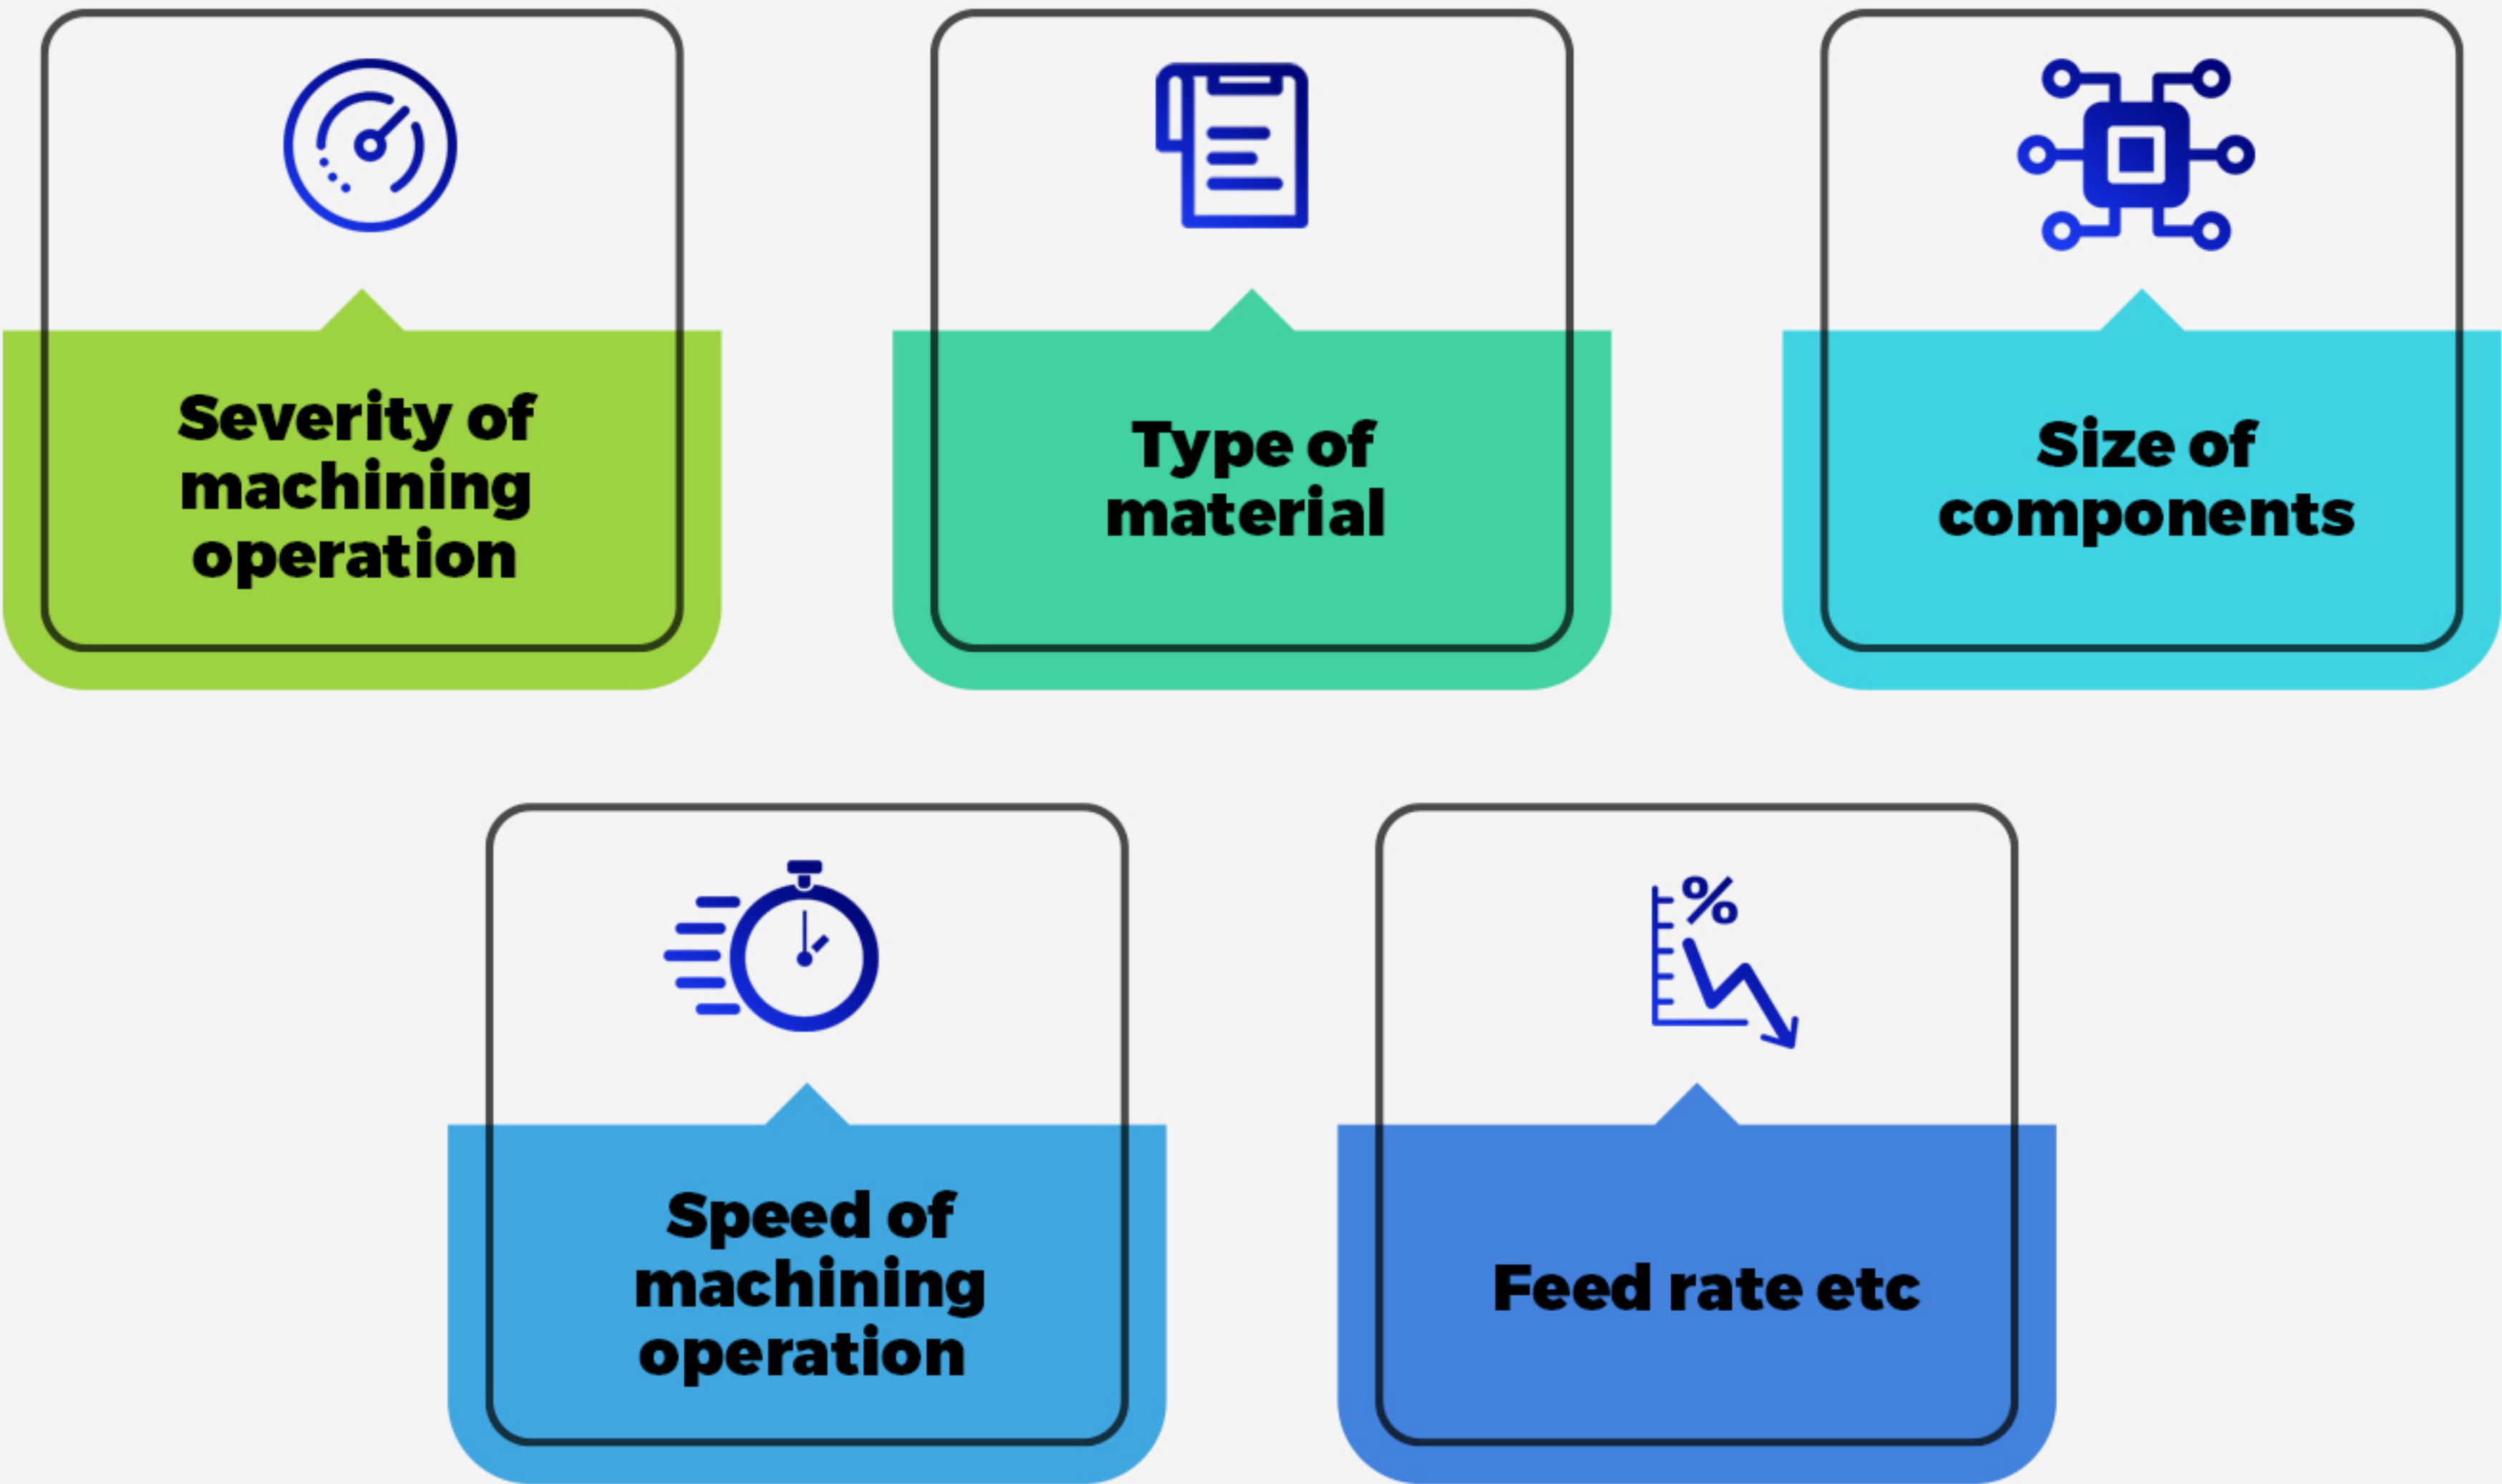 Severity of
machining
operation
Type of
material
Size of
components
%
Speed of
machining
operation
Feed rate etc